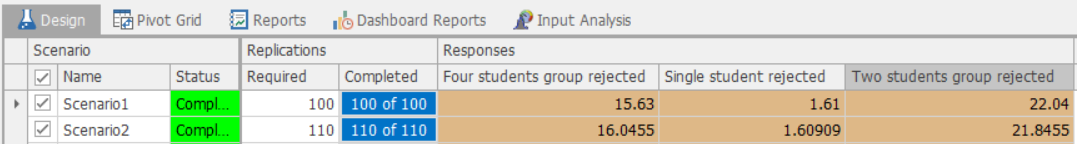 Design Pivot Grid Reports Dashboard Reports Input Analysis
Scenario Replications Responses
Name Status Required Completed Four students group rejected Single student rejected Two students group rejected
Scenario1 Compl... 100 100 of 100 15.63 1.61 22.04
Scenario2 Compl... 110 110 of 110 16.0455 1.60909 21.8455